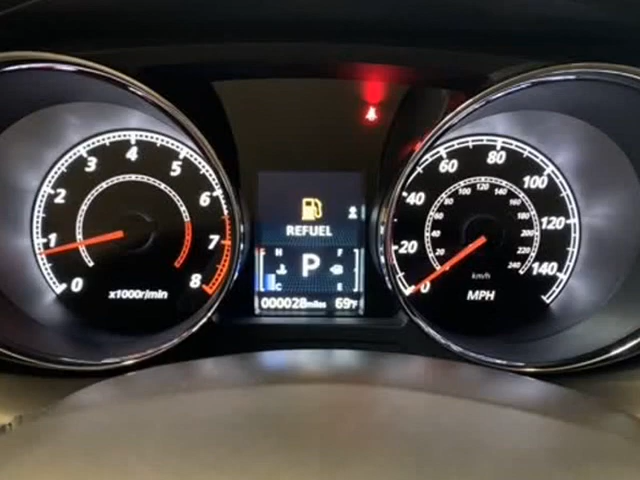 0 1 2 3 4 5 6 7 8
x1000r/min
REFUEL
H F
P
C E
000028miles 69°F
0 20 40 60 80 100 120 140
20 40 60 80 100 120 140 160 180 200 220 240
km/h
MPH